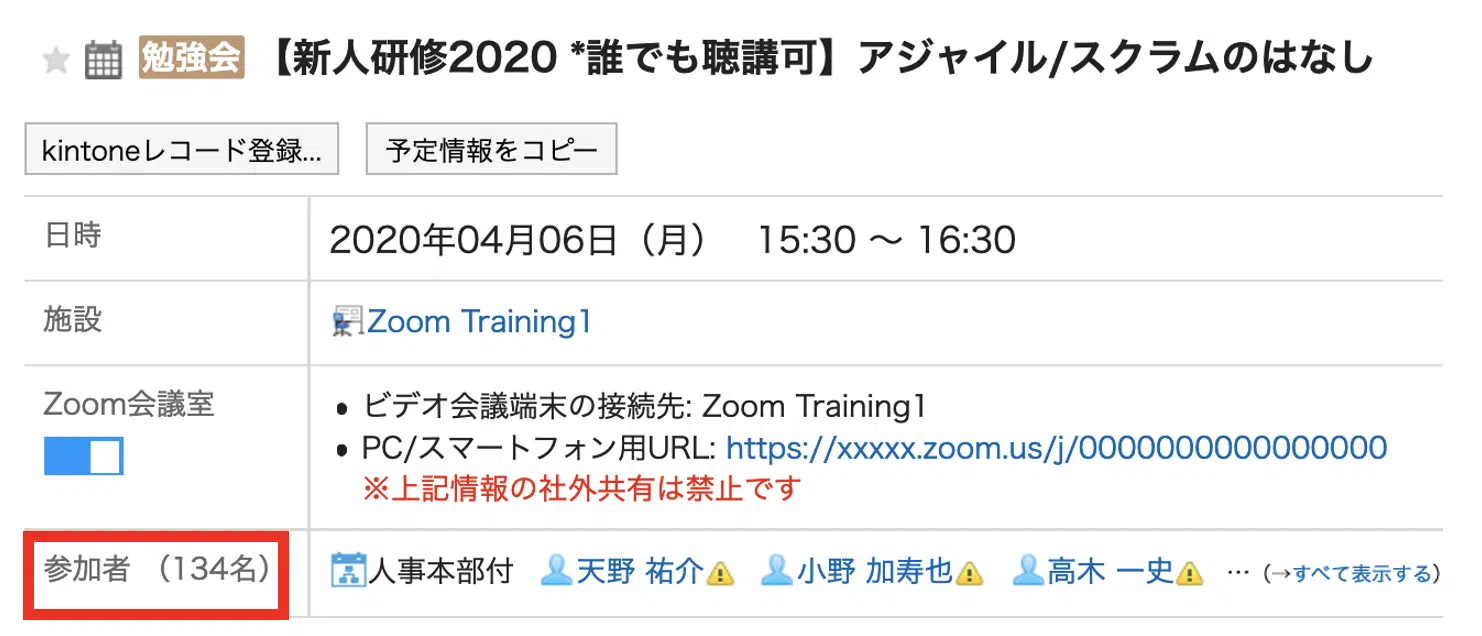 勉強会 【新人研修2020 *誰でも聴講可】アジャイル/スクラムのはなし
kintoneレコード登録... 予定情報をコピー
日時 2020年04月06日（月） 15:30 〜 16:30
施設 Zoom Training1
Zoom会議室
• ビデオ会議端末の接続先: Zoom Training1
• PC/スマートフォン用URL: https://xxxxx.zoom.us/j/0000000000000000
※上記情報の社外共有は禁止です
参加者 （134名） 人事本部付 天野 祐介 小野 加寿也 高木 一史 … (→すべて表示する)